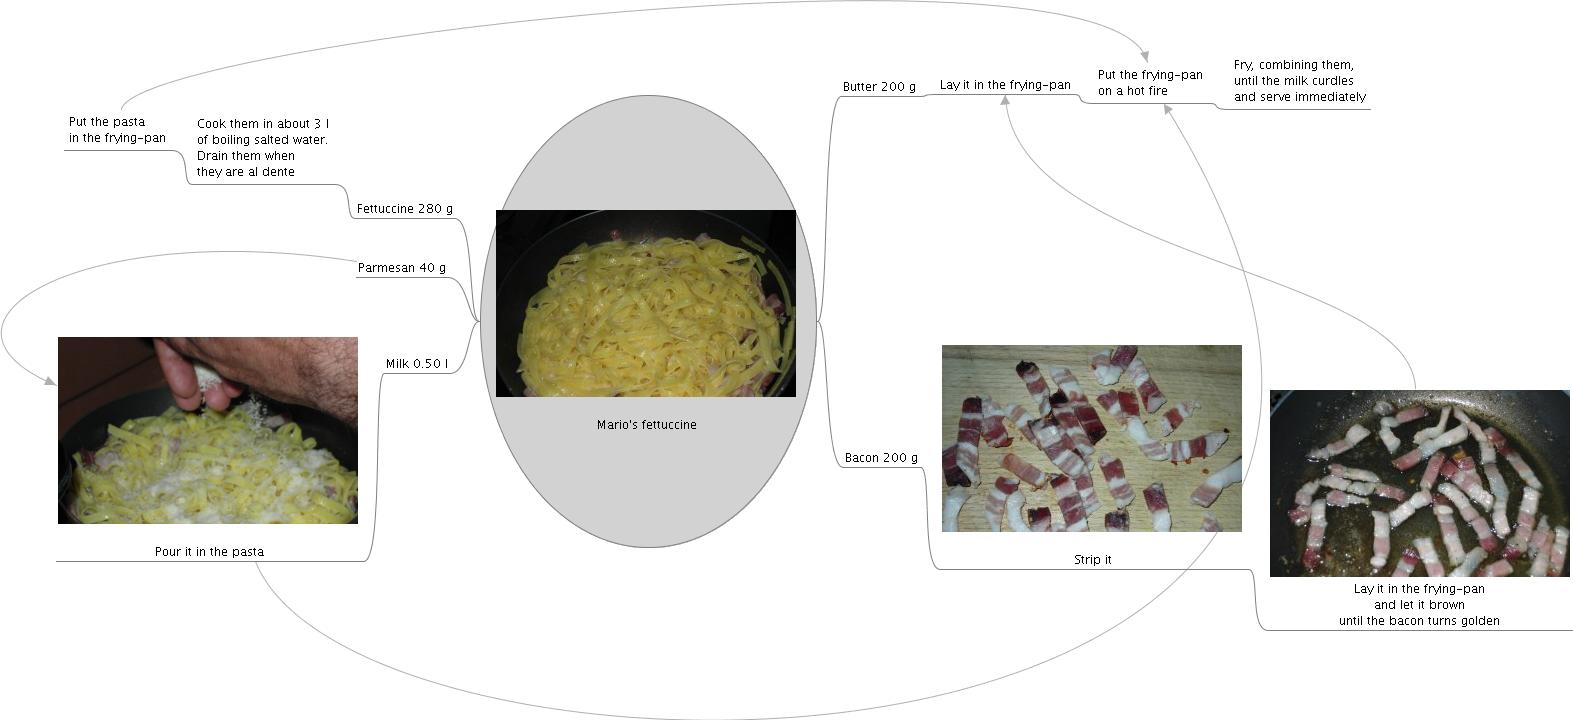 Put the pasta
in the frying-pan
Cook them in about 3 l
of boiling salted water.
Drain them when
they are al dente
Fettuccine 280 g
Parmesan 40 g
Milk 0.50 l
Pour it in the pasta
Mario's fettuccine
Butter 200 g
Lay it in the frying-pan
Put the frying-pan
on a hot fire
Fry, combining them,
until the milk curdles
and serve immediately
Bacon 200 g
Strip it
Lay it in the frying-pan
and let it brown
until the bacon turns golden